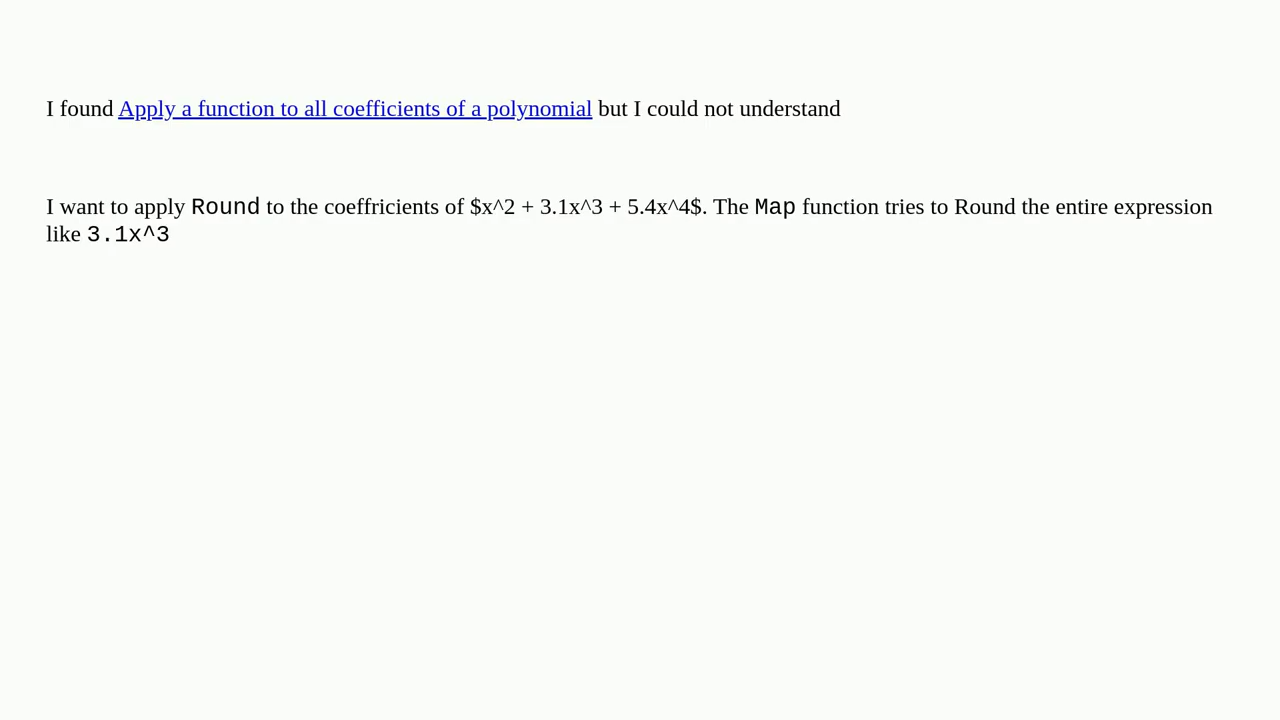 I found Apply a function to all coefficients of a polynomial but I could not understand
I want to apply Round to the coeffricients of $x^2 + 3.1x^3 + 5.4x^4$. The Map function tries to Round the entire expression
like 3.1x^3